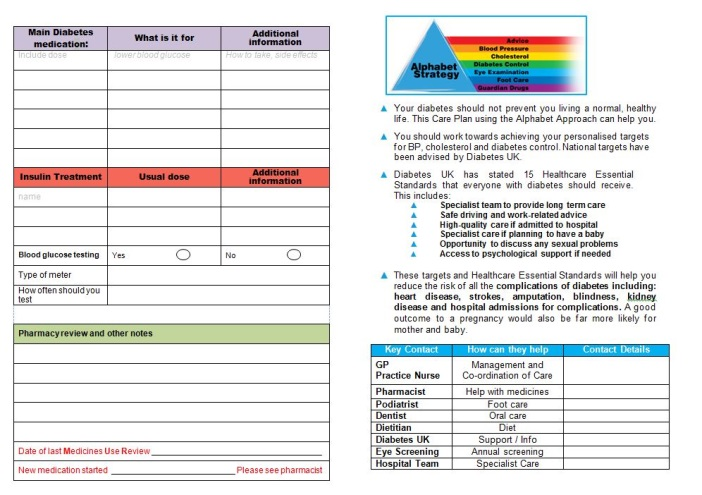 Main Diabetes medication: What is it for Additional information
Include dose lower blood glucose How to take, side effects
Insulin Treatment Usual dose Additional information
name
Blood glucose testing Yes No
Type of meter
How often should you test
Pharmacy review and other notes
Date of last Medicines Use Review
New medication started Please see pharmacist
Alphabet Strategy
Advice
Blood Pressure
Cholesterol
Diabetes Control
Eye Examination
Foot Care
Guardian Drugs
Your diabetes should not prevent you living a normal, healthy
life. This Care Plan using the Alphabet Approach can help you.
You should work towards achieving your personalised targets
for BP, cholesterol and diabetes control. National targets have
been advised by Diabetes UK.
Diabetes UK has stated 15 Healthcare Essential
Standards that everyone with diabetes should receive.
This includes:
Specialist team to provide long term care
Safe driving and work-related advice
High-quality care if admitted to hospital
Specialist care if planning to have a baby
Opportunity to discuss any sexual problems
Access to psychological support if needed
These targets and Healthcare Essential Standards will help you
reduce the risk of all the complications of diabetes including:
heart disease, strokes, amputation, blindness, kidney
disease and hospital admissions for complications. A good
outcome to a pregnancy would also be far more likely for
mother and baby.
Key Contact How can they help Contact Details
GP Management and
Practice Nurse Co-ordination of Care
Pharmacist Help with medicines
Podiatrist Foot care
Dentist Oral care
Dietitian Diet
Diabetes UK Support / Info
Eye Screening Annual screening
Hospital Team Specialist Care